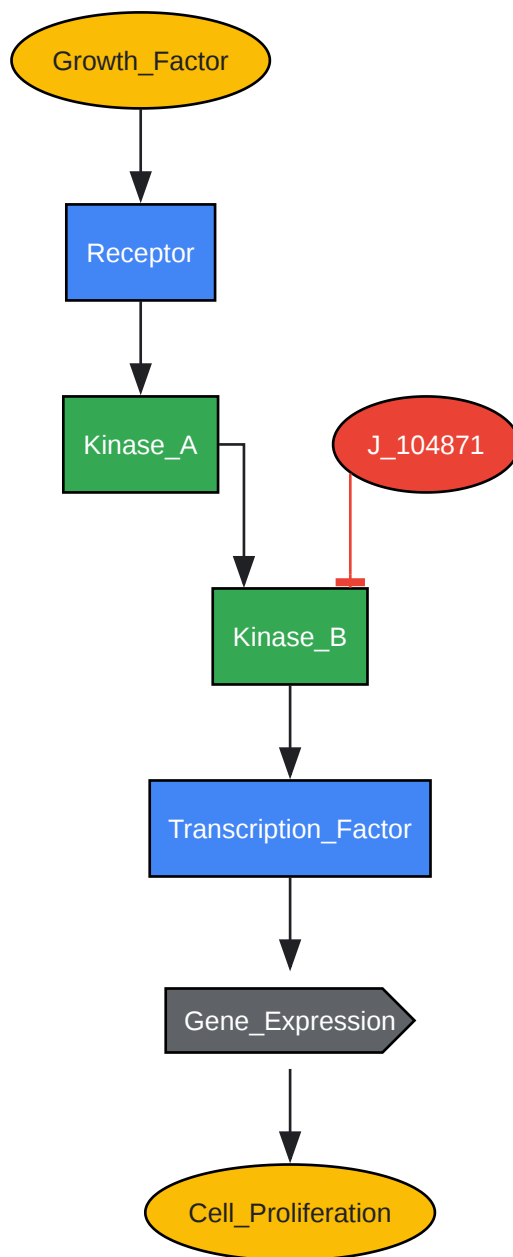 Growth_Factor
Receptor
Kinase_A
J_104871
Kinase_B
Transcription_Factor
Gene_Expression
Cell_Proliferation